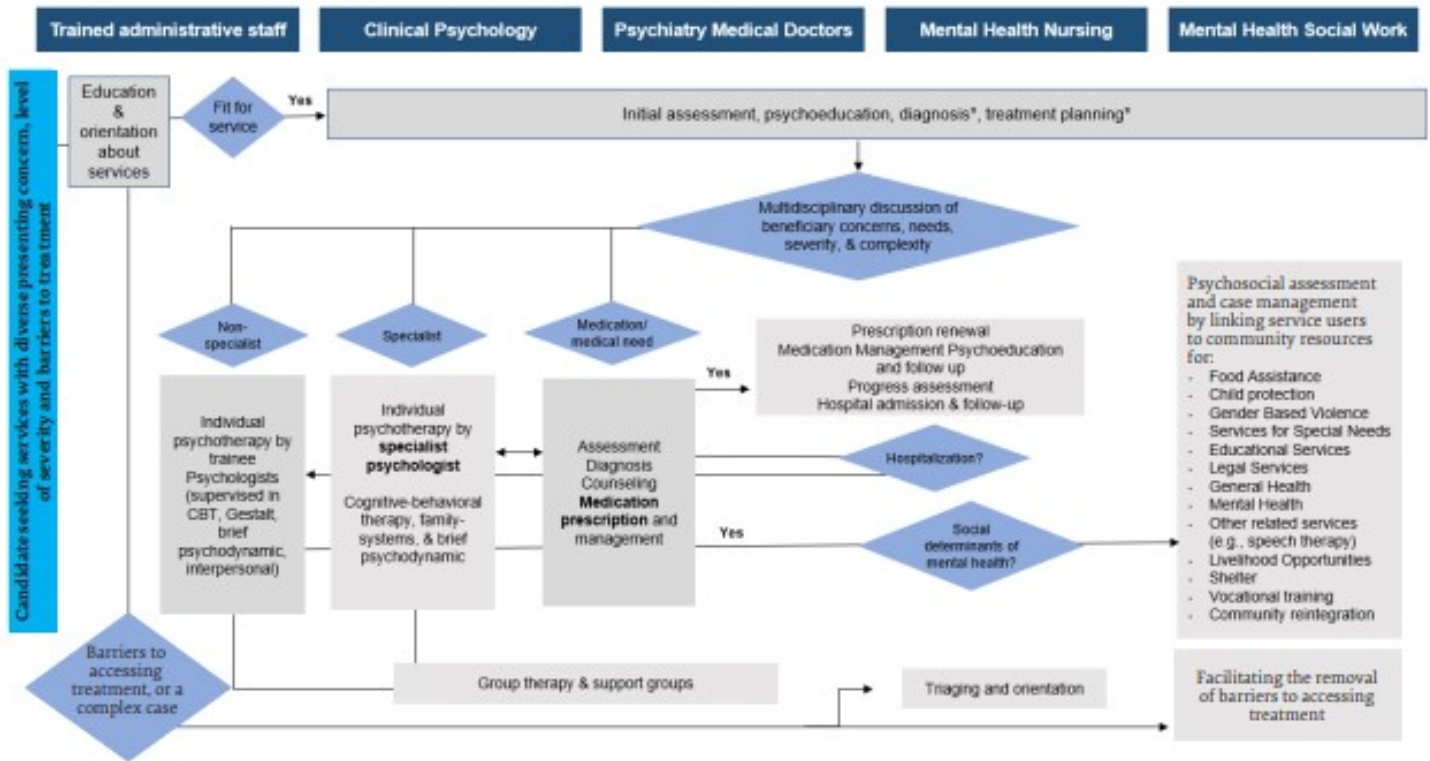 Trained administrative staff
Clinical Psychology
Psychiatry Medical Doctors
Mental Health Nursing
Mental Health Social Work
Candidate seeking services with diverse presenting concern, level
of severity and barriers to treatment
Education
&
orientation
about
services
Fit for
service
Yes
Initial assessment, psychoeducation, diagnosis*, treatment planning*
Multidisciplinary discussion of
beneficiary concerns, needs,
severity, & complexity
Non-
specialist
Specialist
Medication/
medical need
Individual
psychotherapy by
trainee
Psychologists
(supervised in
CBT, Gestalt,
brief
psychodynamic,
interpersonal)
Individual
psychotherapy by
specialist
psychologist
Cognitive-behavioral
therapy, family-
systems, & brief
psychodynamic
Assessment
Diagnosis
Counseling
Medication
prescription and
management
Yes
Prescription renewal
Medication Management Psychoeducation
and follow up
Progress assessment
Hospital admission & follow-up
Hospitalization?
Yes
Social
determinants of
mental health?
Psychosocial assessment
and case management
by linking service users
to community resources
for:
- Food Assistance
- Child protection
- Gender Based Violence
- Services for Special Needs
- Educational Services
- Legal Services
- General Health
- Mental Health
- Other related services
(e.g., speech therapy)
- Livelihood Opportunities
- Shelter
- Vocational training
- Community reintegration
Barriers to
accessing
treatment, or a
complex case
Group therapy & support groups
Triaging and orientation
Facilitating the removal
of barriers to accessing
treatment